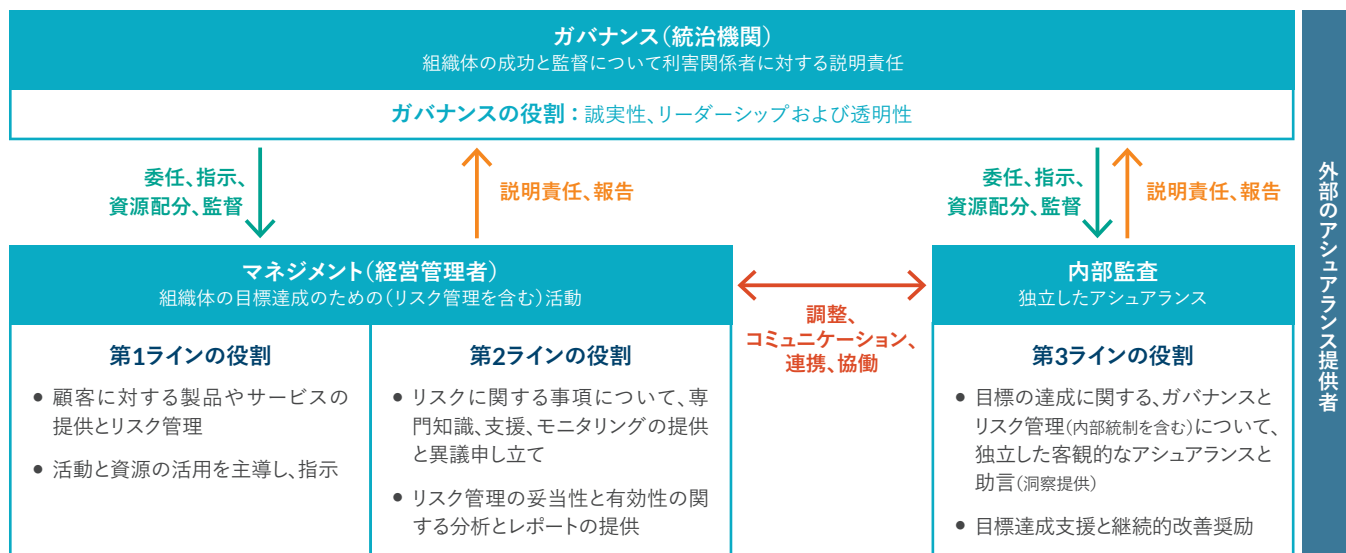 ガバナンス（統治機関）
組織体の成功と監督について利害関係者に対する説明責任
ガバナンスの役割：誠実性、リーダーシップおよび透明性
委任、指示、
資源配分、監督
説明責任、報告
委任、指示、
資源配分、監督
説明責任、報告
マネジメント（経営管理者）
組織体の目標達成のための（リスク管理を含む）活動
第1ラインの役割
● 顧客に対する製品やサービスの
提供とリスク管理
● 活動と資源の活用を主導し、指示
第2ラインの役割
● リスクに関する事項について、専
門知識、支援、モニタリングの提供
と異議申し立て
● リスク管理の妥当性と有効性の関
する分析とレポートの提供
調整、
コミュニケーション、
連携、協働
内部監査
独立したアシュアランス
第3ラインの役割
● 目標の達成に関する、ガバナンスと
リスク管理（内部統制を含む）について、
独立した客観的なアシュアランスと
助言（洞察提供）
● 目標達成支援と継続的改善奨励
外部のアシュアランス提供者